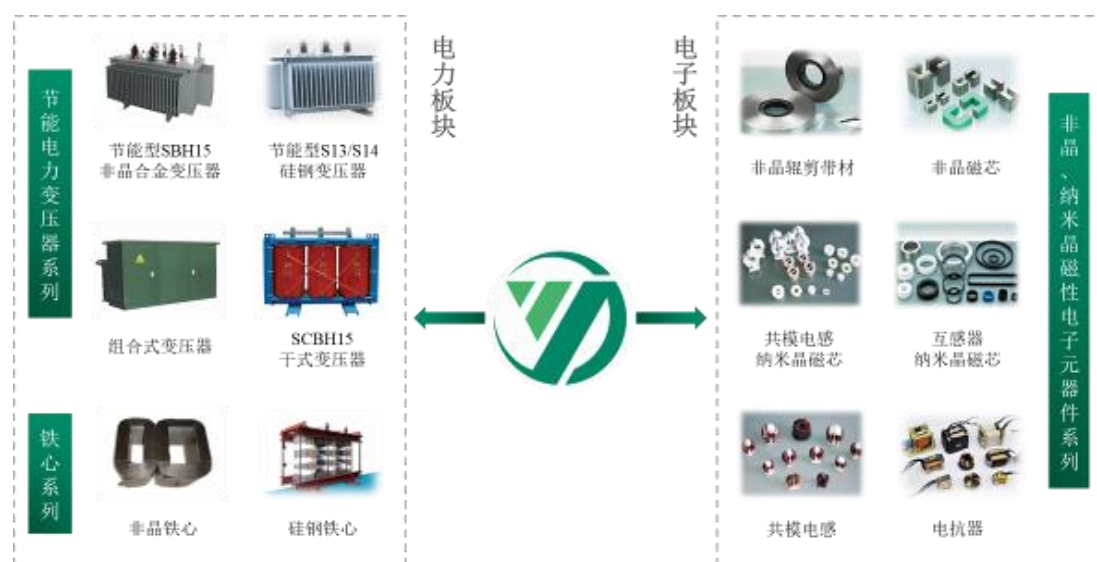 电力板块
节能电力变压器系列
节能型SBH15
非晶合金变压器
节能型S13/S14
硅钢变压器
组合式变压器
SCBH15
干式变压器
铁心系列
非晶铁心
硅钢铁心
电子板块
非晶、纳米晶磁性电子元器件系列
非晶辊剪带材
非晶磁芯
共模电感
纳米晶磁芯
互感器
纳米晶磁芯
共模电感
电抗器